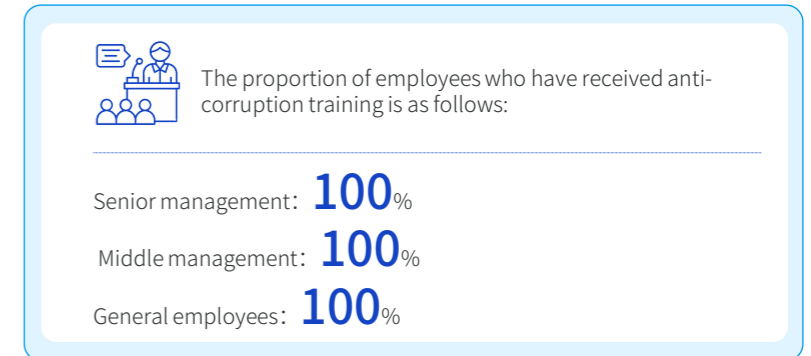 The proportion of employees who have received anti-
corruption training is as follows:
Senior management：100%
Middle management：100%
General employees：100%